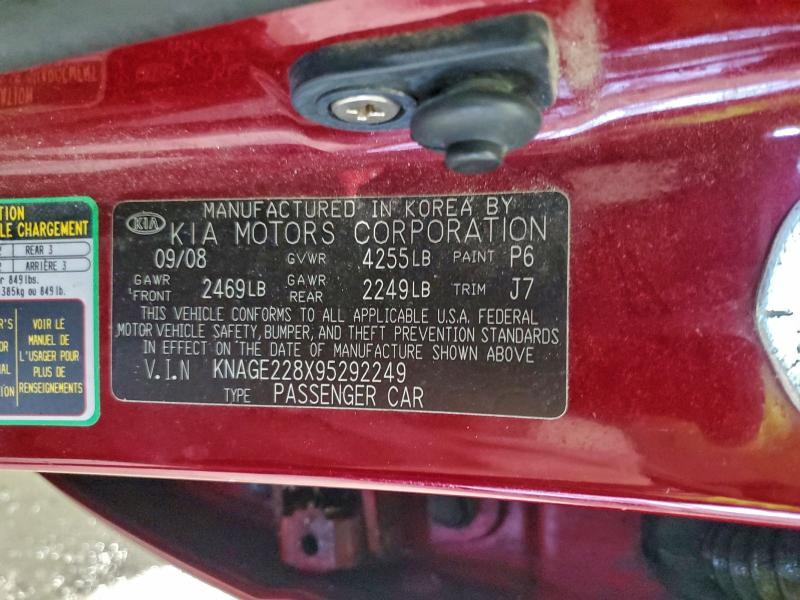 TION
LE CHARGEMENT
REAR 3
ARRIÈRE 3
r 849 lbs.
385kg ou 849 lb.
R'S
VOIR LE
MANUEL DE
L'USAGER POUR
PLUS DE
RENSEIGNEMENTS
KIA
MANUFACTURED IN KOREA BY
KIA MOTORS CORPORATION
09/08 GVWR 4255LB PAINT P6
GAWR FRONT 2469LB GAWR REAR 2249LB TRIM J7
THIS VEHICLE CONFORMS TO ALL APPLICABLE U.S.A. FEDERAL
MOTOR VEHICLE SAFETY, BUMPER, AND THEFT PREVENTION STANDARDS
IN EFFECT ON THE DATE OF MANUFACTURE SHOWN ABOVE
V.I.N KNAGE228X95292249
TYPE PASSENGER CAR